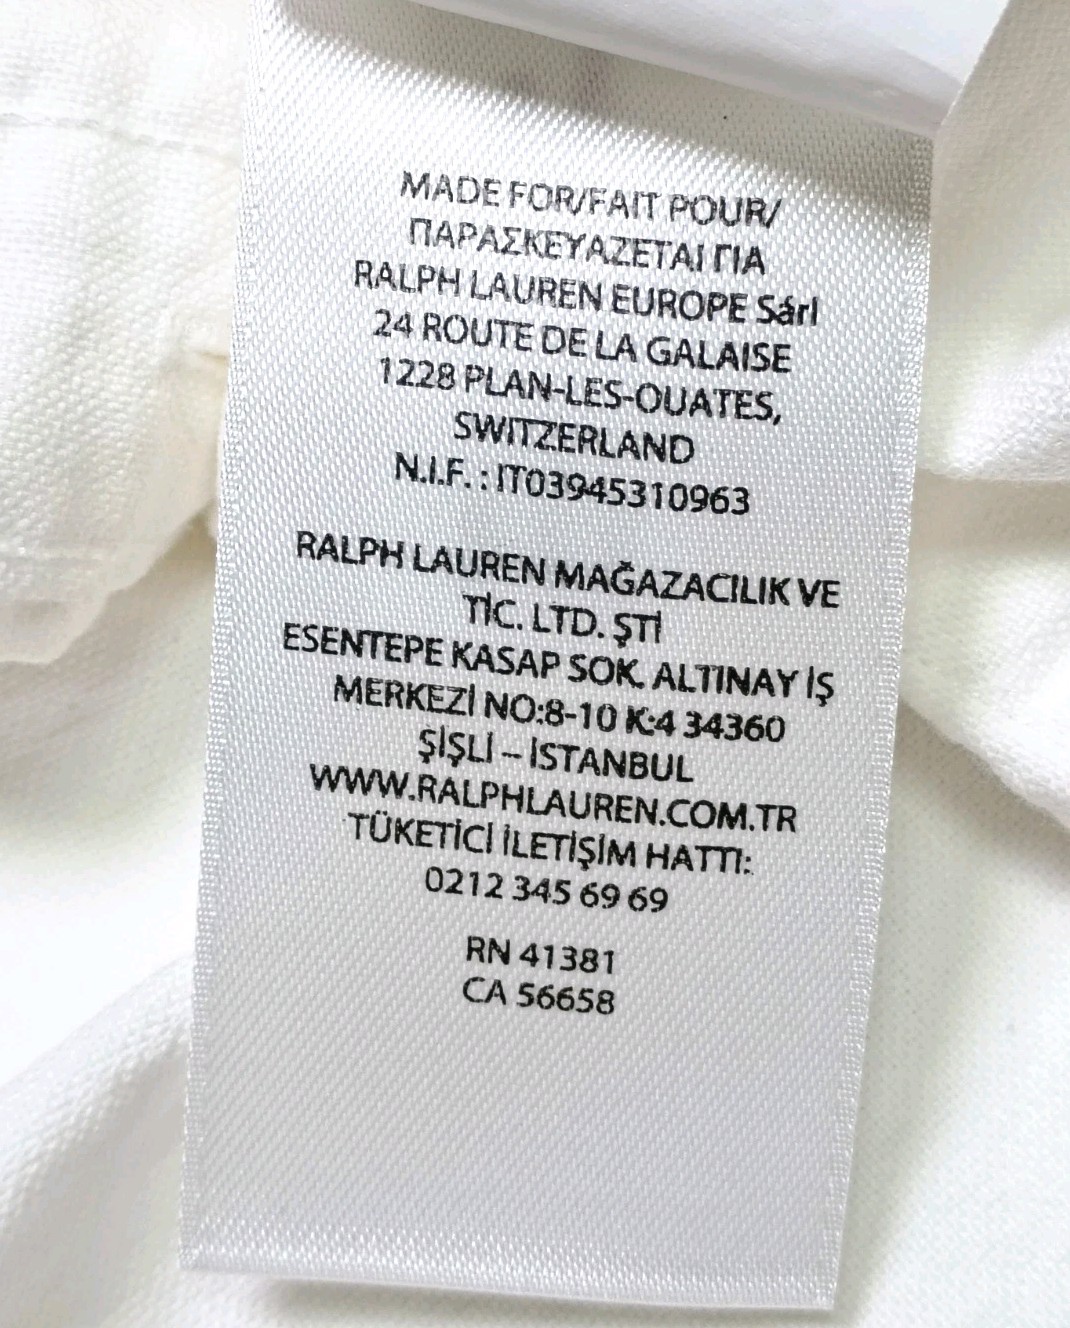 MADE FOR/FAIT POUR/
ΠΑΡΑΣΚΕΥΑΖΕΤΑΙ ΓΙΑ
RALPH LAUREN EUROPE Sárl
24 ROUTE DE LA GALAISE
1228 PLAN-LES-OUATES,
SWITZERLAND
N.I.F. : IT03945310963
RALPH LAUREN MAĞAZACILIK VE
TİC. LTD. ŞTİ
ESENTEPE KASAP SOK. ALTINAY İŞ
MERKEZİ NO:8-10 K:4 34360
ŞİŞLİ – İSTANBUL
WWW.RALPHLAUREN.COM.TR
TÜKETİCİ İLETİŞİM HATTI:
0212 345 69 69
RN 41381
CA 56658